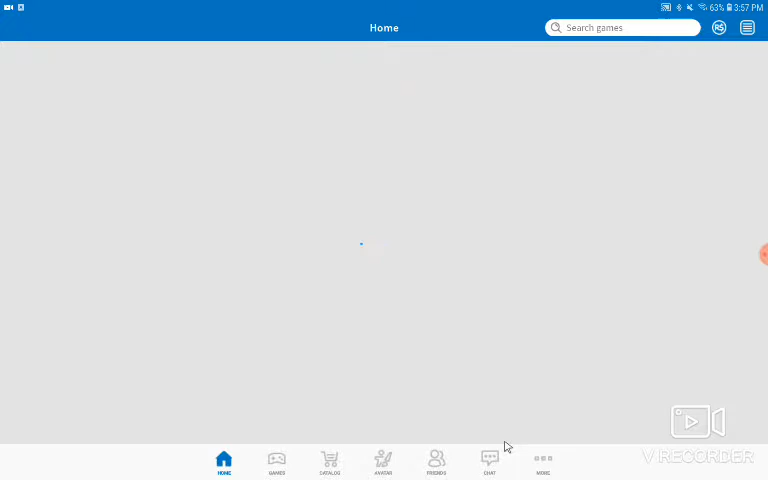 63% 3:57 PM
Home
Search games
R$
HOME
GAMES
CATALOG
AVATAR
FRIENDS
CHAT
MORE
V RECORDER